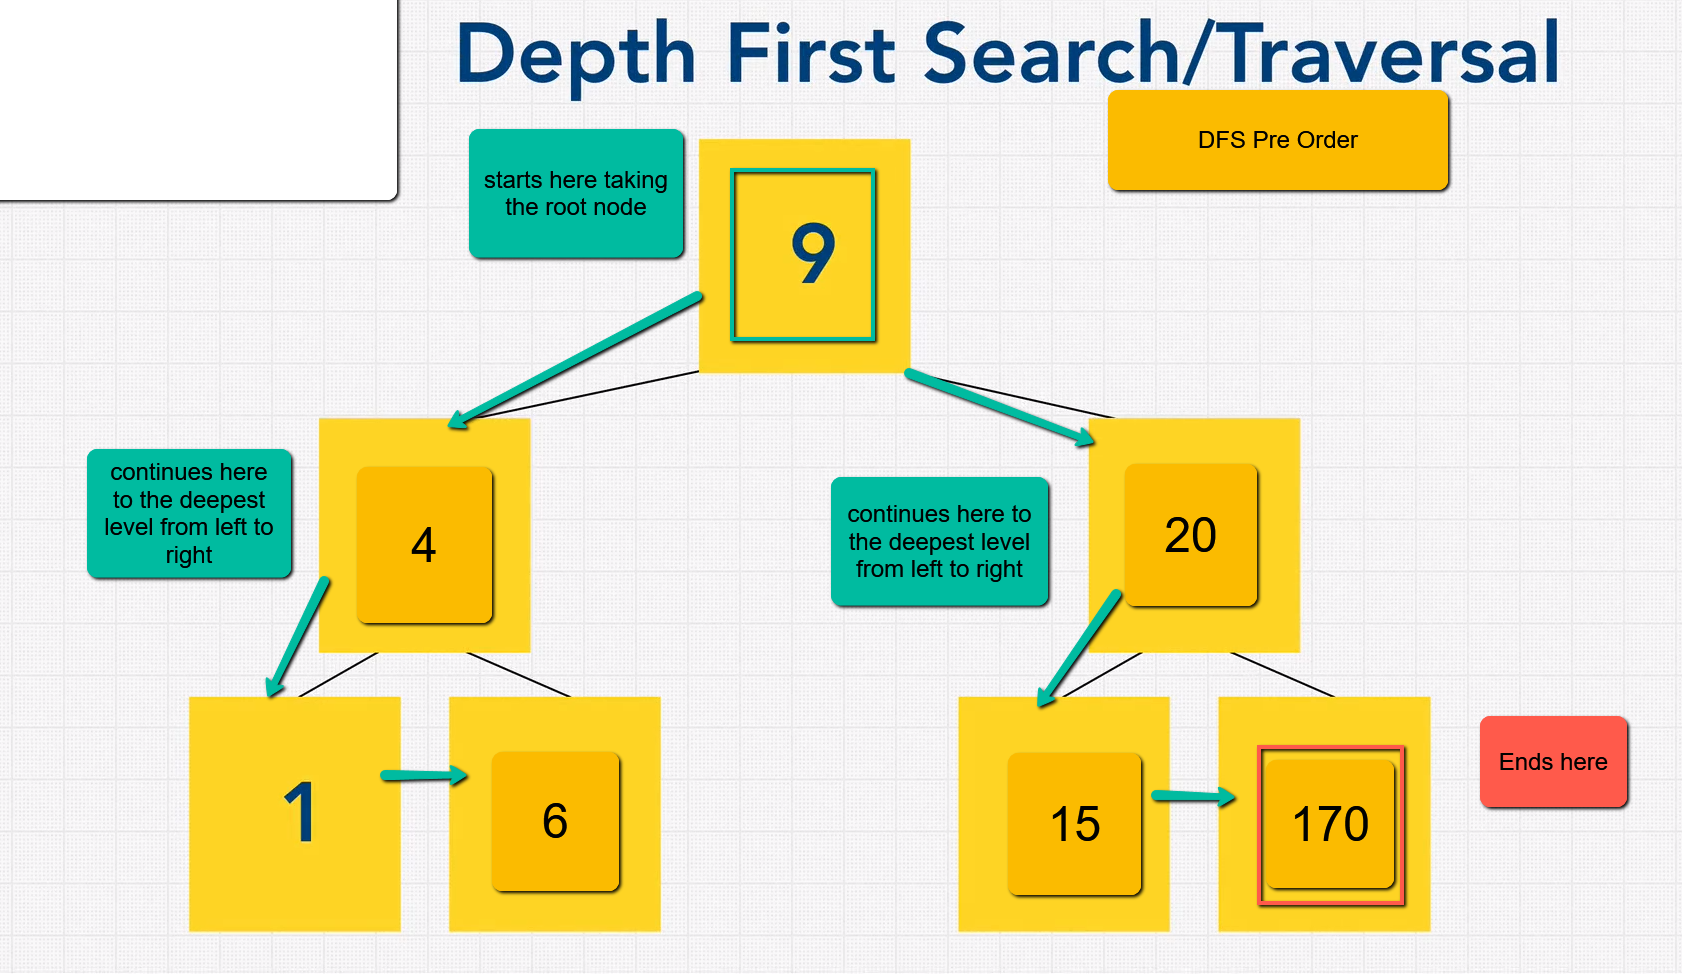 Depth First Search/Traversal
DFS Pre Order
starts here taking
the root node
9
continues here
to the deepest
level from left to
right
4
continues here to
the deepest level
from left to right
20
1
6
15
170
Ends here